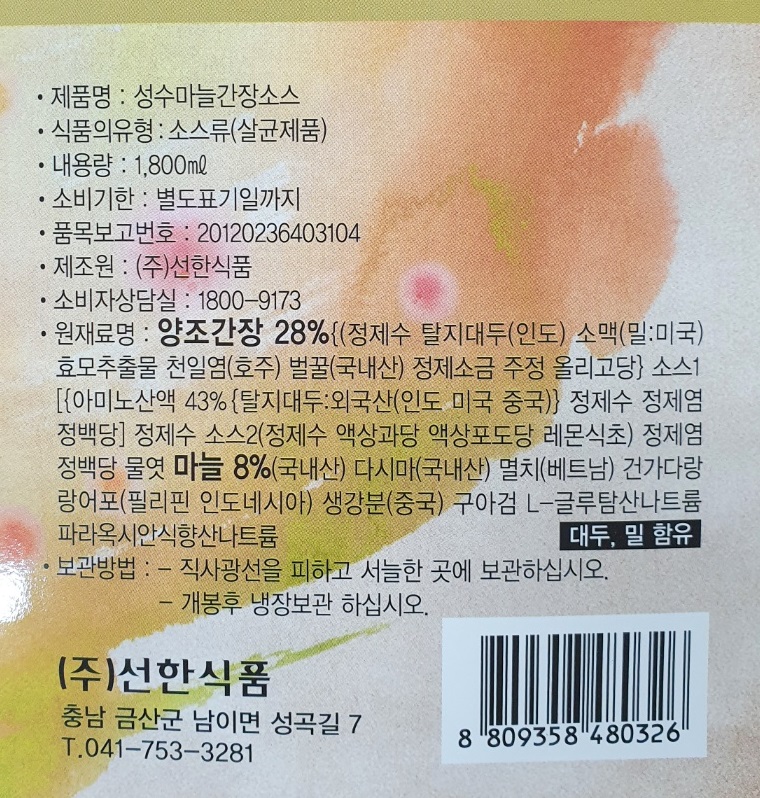 • 제품명 : 성수마늘간장소스
• 식품의유형 : 소스류(살균제품)
• 내용량 : 1,800㎖
• 소비기한 : 별도표기일까지
• 품목보고번호 : 20120236403104
• 제조원 : (주)선한식품
• 소비자상담실 : 1800-9173
• 원재료명 : 양조간장 28%{(정제수 탈지대두(인도) 소맥(밀:미국)
효모추출물 천일염(호주) 벌꿀(국내산) 정제소금 주정 올리고당} 소스1
[{아미노산액 43%{탈지대두:외국산(인도 미국 중국)} 정제수 정제염
정백당] 정제수 소스2(정제수 액상과당 액상포도당 레몬식초) 정제염
정백당 물엿 마늘 8%(국내산) 다시마(국내산) 멸치(베트남) 건가다랑
랑어포(필리핀 인도네시아) 생강분(중국) 구아검 L-글루탐산나트륨
파라옥시안식향산나트륨
대두, 밀 함유
• 보관방법 : - 직사광선을 피하고 서늘한 곳에 보관하십시오.
- 개봉후 냉장보관 하십시오.
(주)선한식품
충남 금산군 남이면 성곡길 7
T.041-753-3281
8 809358 480326